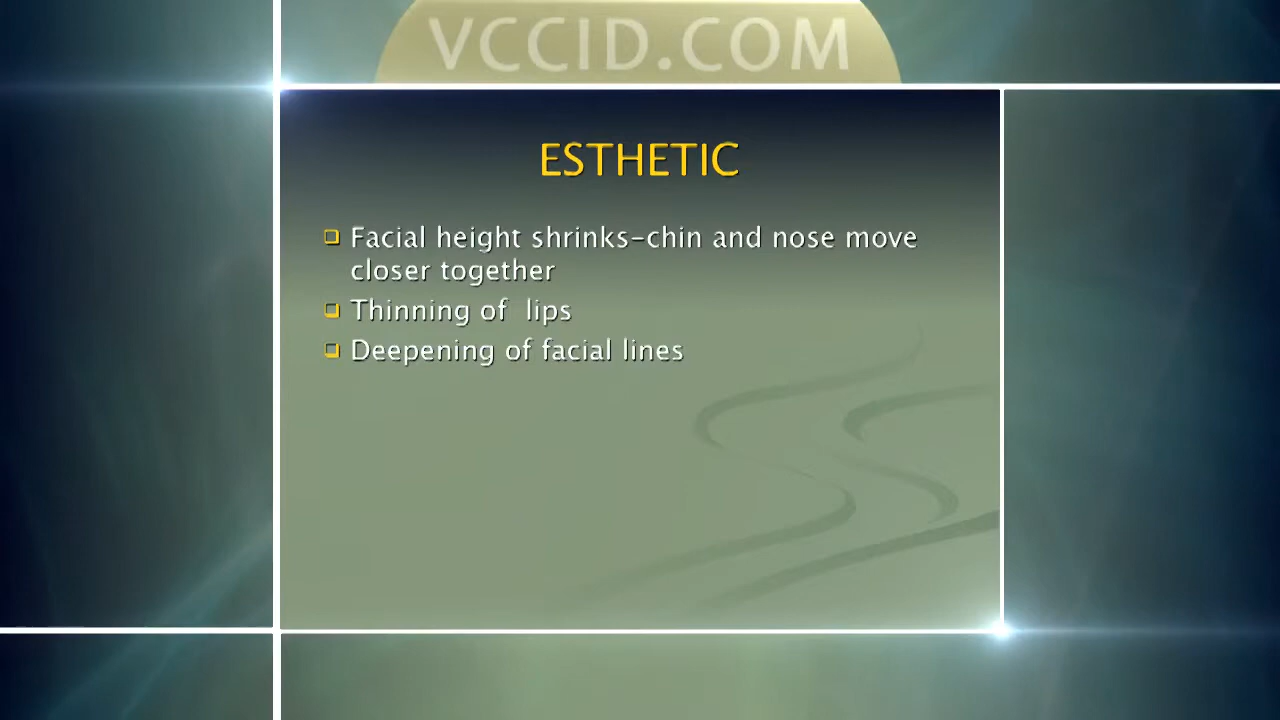 VCCID.COM
ESTHETIC
Facial height shrinks-chin and nose move
closer together
Thinning of lips
Deepening of facial lines